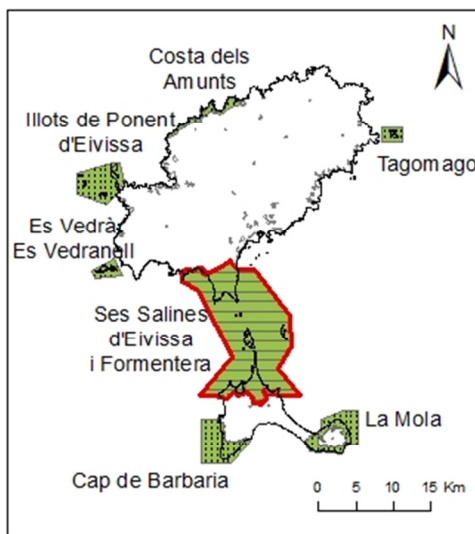 N
Costa dels
Amunts
Illots de Ponent
d'Eivissa
Tagomago
Es Vedrà,
Es Vedranell
Ses Salines
d'Eivissa
i Formentera
La Mola
Cap de Barbaria
0 5 10 15 Km